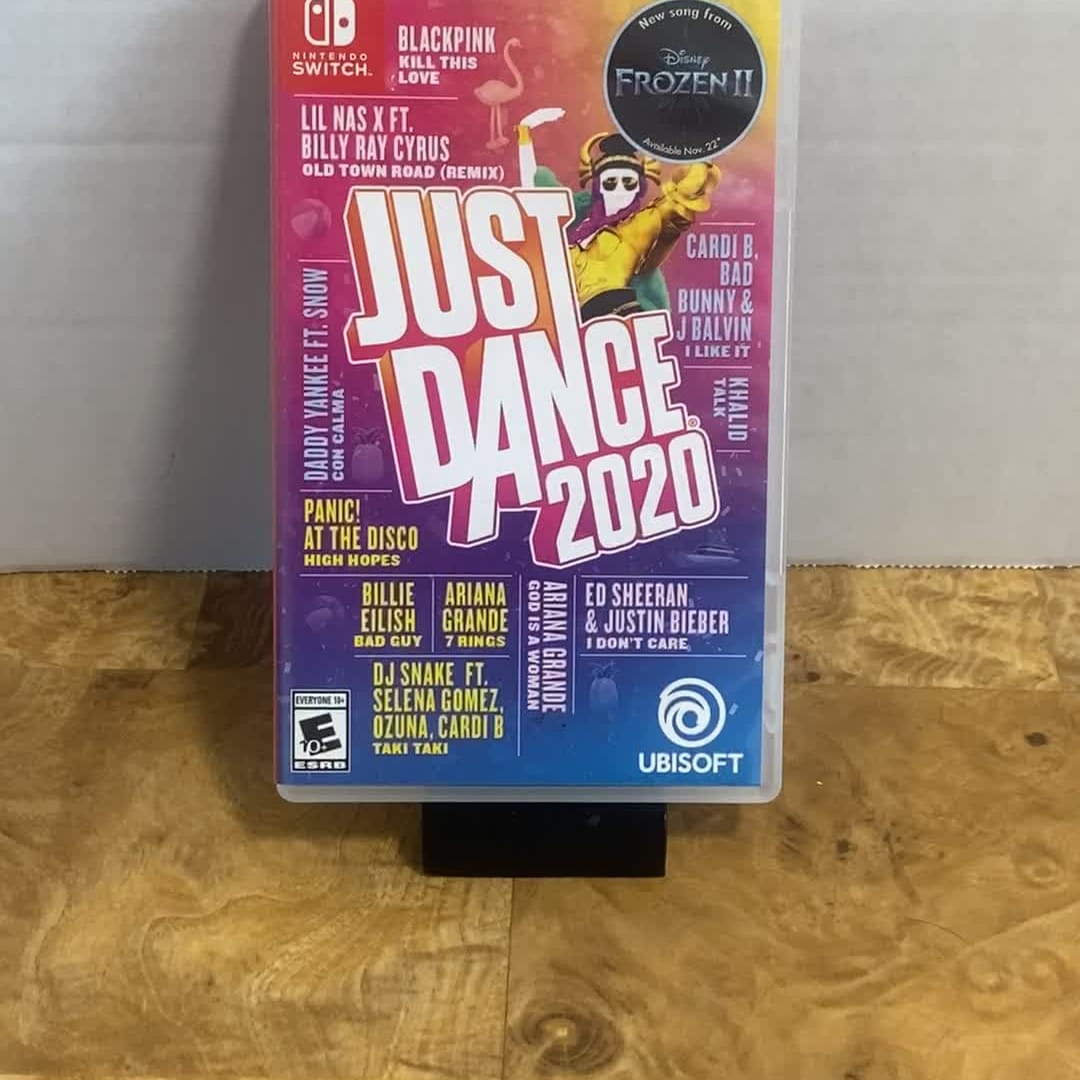 NINTENDO
SWITCH™
BLACKPINK
KILL THIS
LOVE
New song from
Disney
FROZEN II
Available Nov. 22*
LIL NAS X FT.
BILLY RAY CYRUS
OLD TOWN ROAD (REMIX)
JUST
DANCE®
2020
CARDI B,
BAD
BUNNY &
J BALVIN
I LIKE IT
DADDY YANKEE FT. SNOW
CON CALMA
KHALID
TALK
PANIC!
AT THE DISCO
HIGH HOPES
BILLIE
EILISH
BAD GUY
ARIANA
GRANDE
7 RINGS
ARIANA GRANDE
GOD IS A WOMAN
ED SHEERAN
& JUSTIN BIEBER
I DON'T CARE
DJ SNAKE FT.
SELENA GOMEZ,
OZUNA, CARDI B
TAKI TAKI
EVERYONE 10+
E
10+
ESRB
UBISOFT